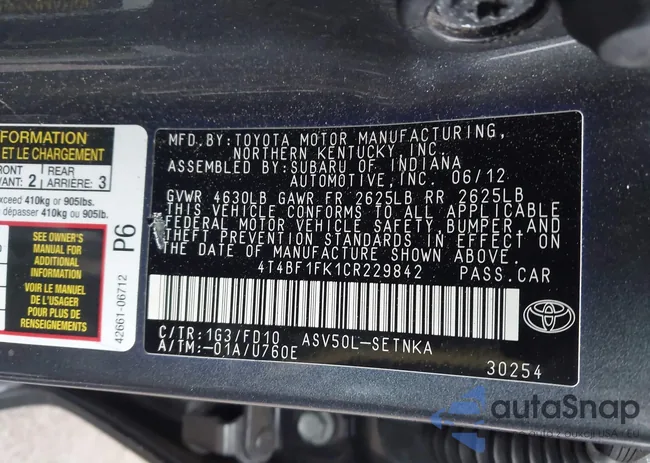 MFD.BY:TOYOTA MOTOR MANUFACTURING,
NORTHERN KENTUCKY INC.
ASSEMBLED BY:SUBARU OF INDIANA
AUTOMOTIVE,INC. 06/12
GVWR 4630LB GAWR FR 2625LB RR 2625LB
THIS VEHICLE CONFORMS TO ALL APPLICABLE
FEDERAL MOTOR VEHICLE SAFETY,BUMPER,AND
THEFT PREVENTION STANDARDS IN EFFECT ON
THE DATE OF MANUFACTURE SHOWN ABOVE.
4T4BF1FK1CR229842 PASS.CAR
C/TR:1G3/FD10 ASV50L-SETNKA
A/TM:-01A/U760E
30254
FORMATION
ET LE CHARGEMENT
FRONT 2 REAR 3
VANT: ARRIÈRE:
exceed 410kg or 905lbs.
dépasser 410kg ou 905lb.
SEE OWNER'S
MANUAL FOR
ADDITIONAL
INFORMATION
VOIR LE MANUEL
DE L'USAGER
POUR PLUS DE
RENSEIGNEMENTS
P6
42661-06712
TOYOTA
autoSnap